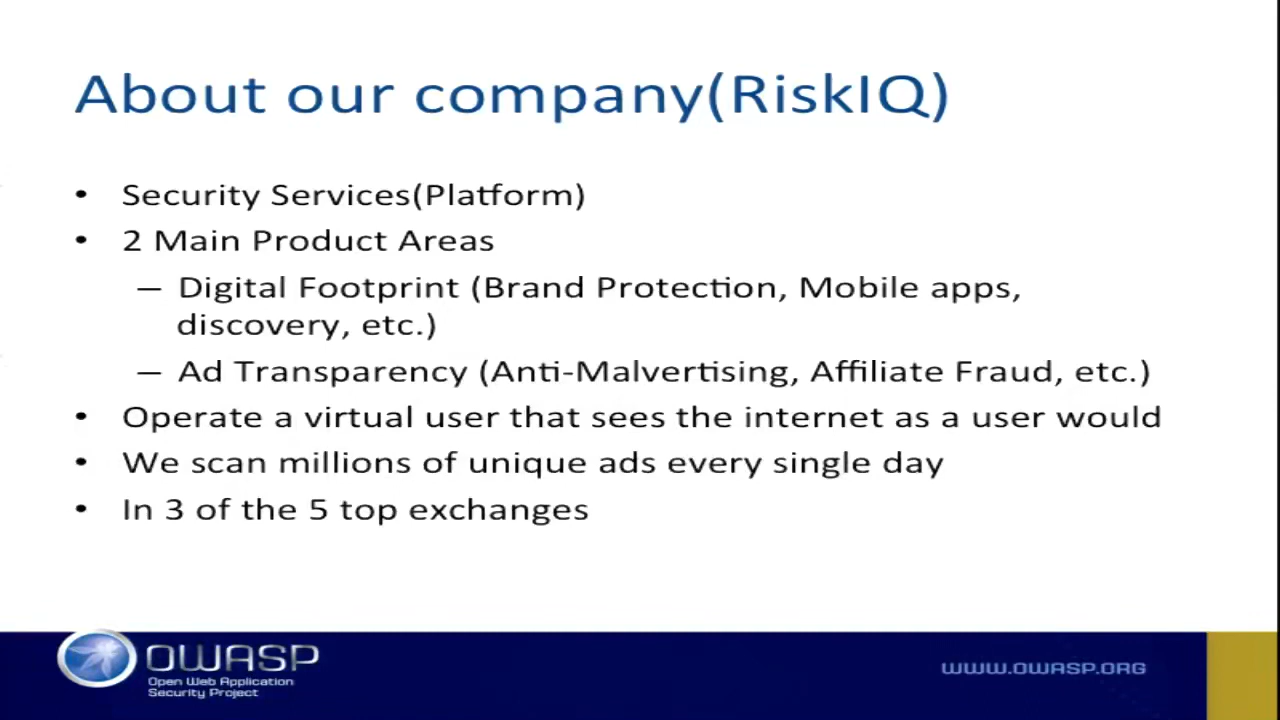 About our company(RiskIQ)
• Security Services(Platform)
• 2 Main Product Areas
– Digital Footprint (Brand Protection, Mobile apps,
discovery, etc.)
– Ad Transparency (Anti-Malvertising, Affiliate Fraud, etc.)
• Operate a virtual user that sees the internet as a user would
• We scan millions of unique ads every single day
• In 3 of the 5 top exchanges
OWASP
Open Web Application
Security Project
WWW.OWASP.ORG